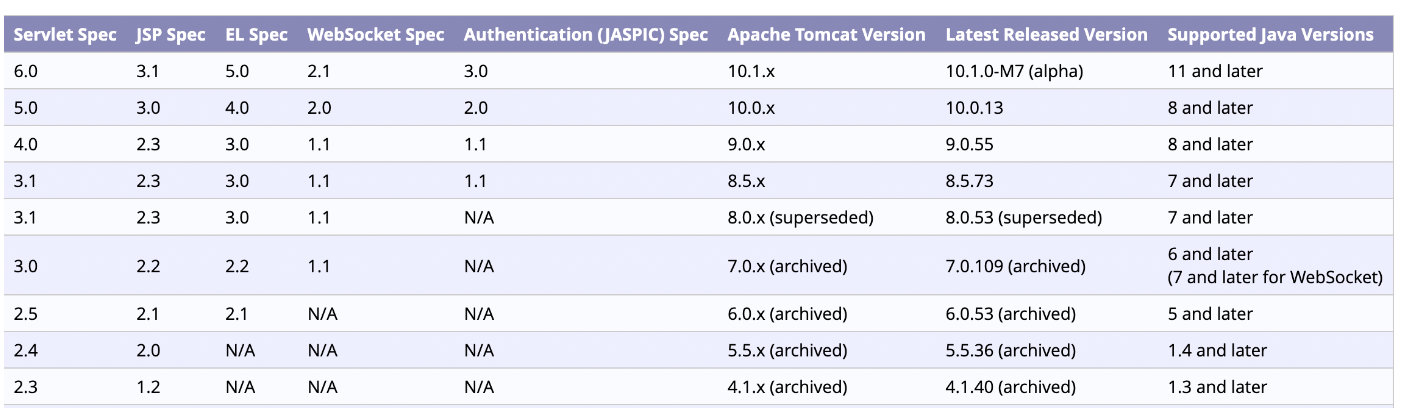 Servlet Spec JSP Spec EL Spec WebSocket Spec Authentication (JASPIC) Spec Apache Tomcat Version Latest Released Version Supported Java Versions
6.0 3.1 5.0 2.1 3.0 10.1.x 10.1.0-M7 (alpha) 11 and later
5.0 3.0 4.0 2.0 2.0 10.0.x 10.0.13 8 and later
4.0 2.3 3.0 1.1 1.1 9.0.x 9.0.55 8 and later
3.1 2.3 3.0 1.1 1.1 8.5.x 8.5.73 7 and later
3.1 2.3 3.0 1.1 N/A 8.0.x (superseded) 8.0.53 (superseded) 7 and later
3.0 2.2 2.2 1.1 N/A 7.0.x (archived) 7.0.109 (archived) 6 and later
(7 and later for WebSocket)
2.5 2.1 2.1 N/A N/A 6.0.x (archived) 6.0.53 (archived) 5 and later
2.4 2.0 N/A N/A N/A 5.5.x (archived) 5.5.36 (archived) 1.4 and later
2.3 1.2 N/A N/A N/A 4.1.x (archived) 4.1.40 (archived) 1.3 and later